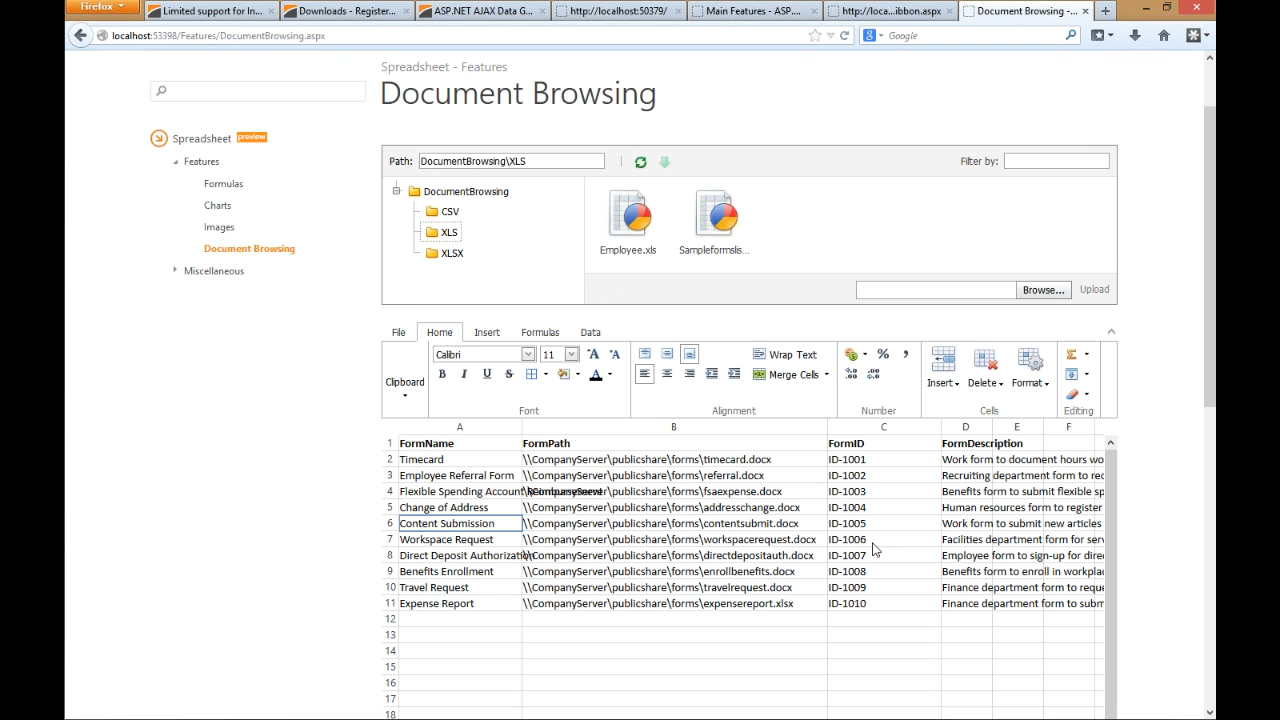 Firefox
Limited support for In...
Downloads - Register...
ASP.NET AJAX Data G...
http://localhost:50379/
Main Features - ASP....
http://loca...ibbon.aspx
Document Browsing -...
localhost:53398/Features/DocumentBrowsing.aspx
Google
Spreadsheet - Features
Document Browsing
Spreadsheet preview
Features
Formulas
Charts
Images
Document Browsing
Miscellaneous
Path: DocumentBrowsing\XLS
Filter by:
DocumentBrowsing
CSV
XLS
XLSX
Employee.xls
Sampleformslis...
Browse... Upload
File Home Insert Formulas Data
Calibri 11 A A Wrap Text % ,
Clipboard B I U S A Merge Cells Insert Delete Format
Font Alignment Number Cells Editing
A B C D E F
1 FormName FormPath FormID FormDescription
2 Timecard \\CompanyServer\publicshare\forms\timecard.docx ID-1001 Work form to document hours wo
3 Employee Referral Form \\CompanyServer\publicshare\forms\referral.docx ID-1002 Recruiting department form to rec
4 Flexible Spending Account \\CompanyServer\publicshare\forms\fsaexpense.docx ID-1003 Benefits form to submit flexible sp
5 Change of Address \\CompanyServer\publicshare\forms\addresschange.docx ID-1004 Human resources form to register
6 Content Submission \\CompanyServer\publicshare\forms\contentsubmit.docx ID-1005 Work form to submit new articles
7 Workspace Request \\CompanyServer\publicshare\forms\workspacerequest.docx ID-1006 Facilities department form for serv
8 Direct Deposit Authorization \\CompanyServer\publicshare\forms\directdepositauth.docx ID-1007 Employee form to sign-up for direc
9 Benefits Enrollment \\CompanyServer\publicshare\forms\enrollbenefits.docx ID-1008 Benefits form to enroll in workplac
10 Travel Request \\CompanyServer\publicshare\forms\travelrequest.docx ID-1009 Finance department form to reque
11 Expense Report \\CompanyServer\publicshare\forms\expensereport.xlsx ID-1010 Finance department form to subm
12
13
14
15
16
17
18